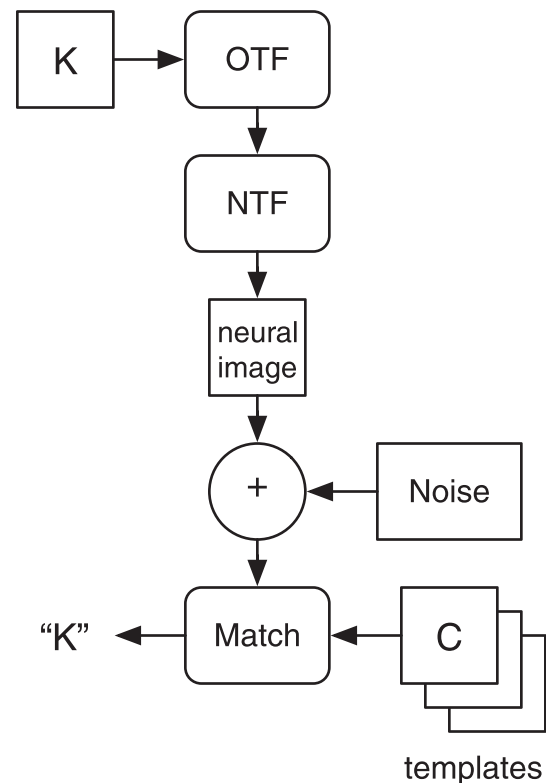 K
OTF
NTF
neural
image
+
Noise
“K”
Match
C
templates